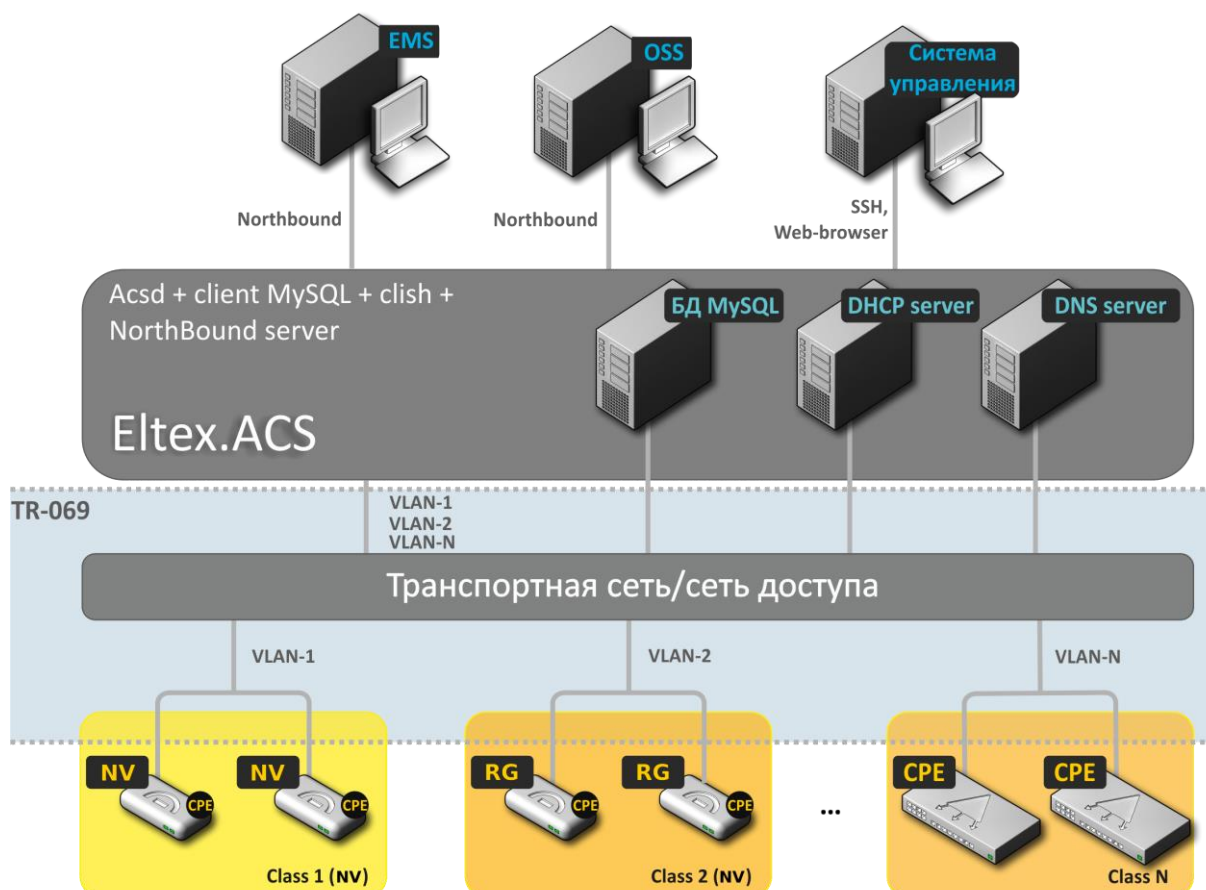 EMS
OSS
Система
управления
Northbound
Northbound
SSH,
Web-browser
Acsd + client MySQL + clish +
NorthBound server
БД MySQL
DHCP server
DNS server
Eltex.ACS
TR-069
VLAN-1
VLAN-2
VLAN-N
Транспортная сеть/сеть доступа
VLAN-1
VLAN-2
VLAN-N
NV
NV
RG
RG
CPE
CPE
CPE
CPE
CPE
CPE
...
Class 1 (NV)
Class 2 (NV)
Class N